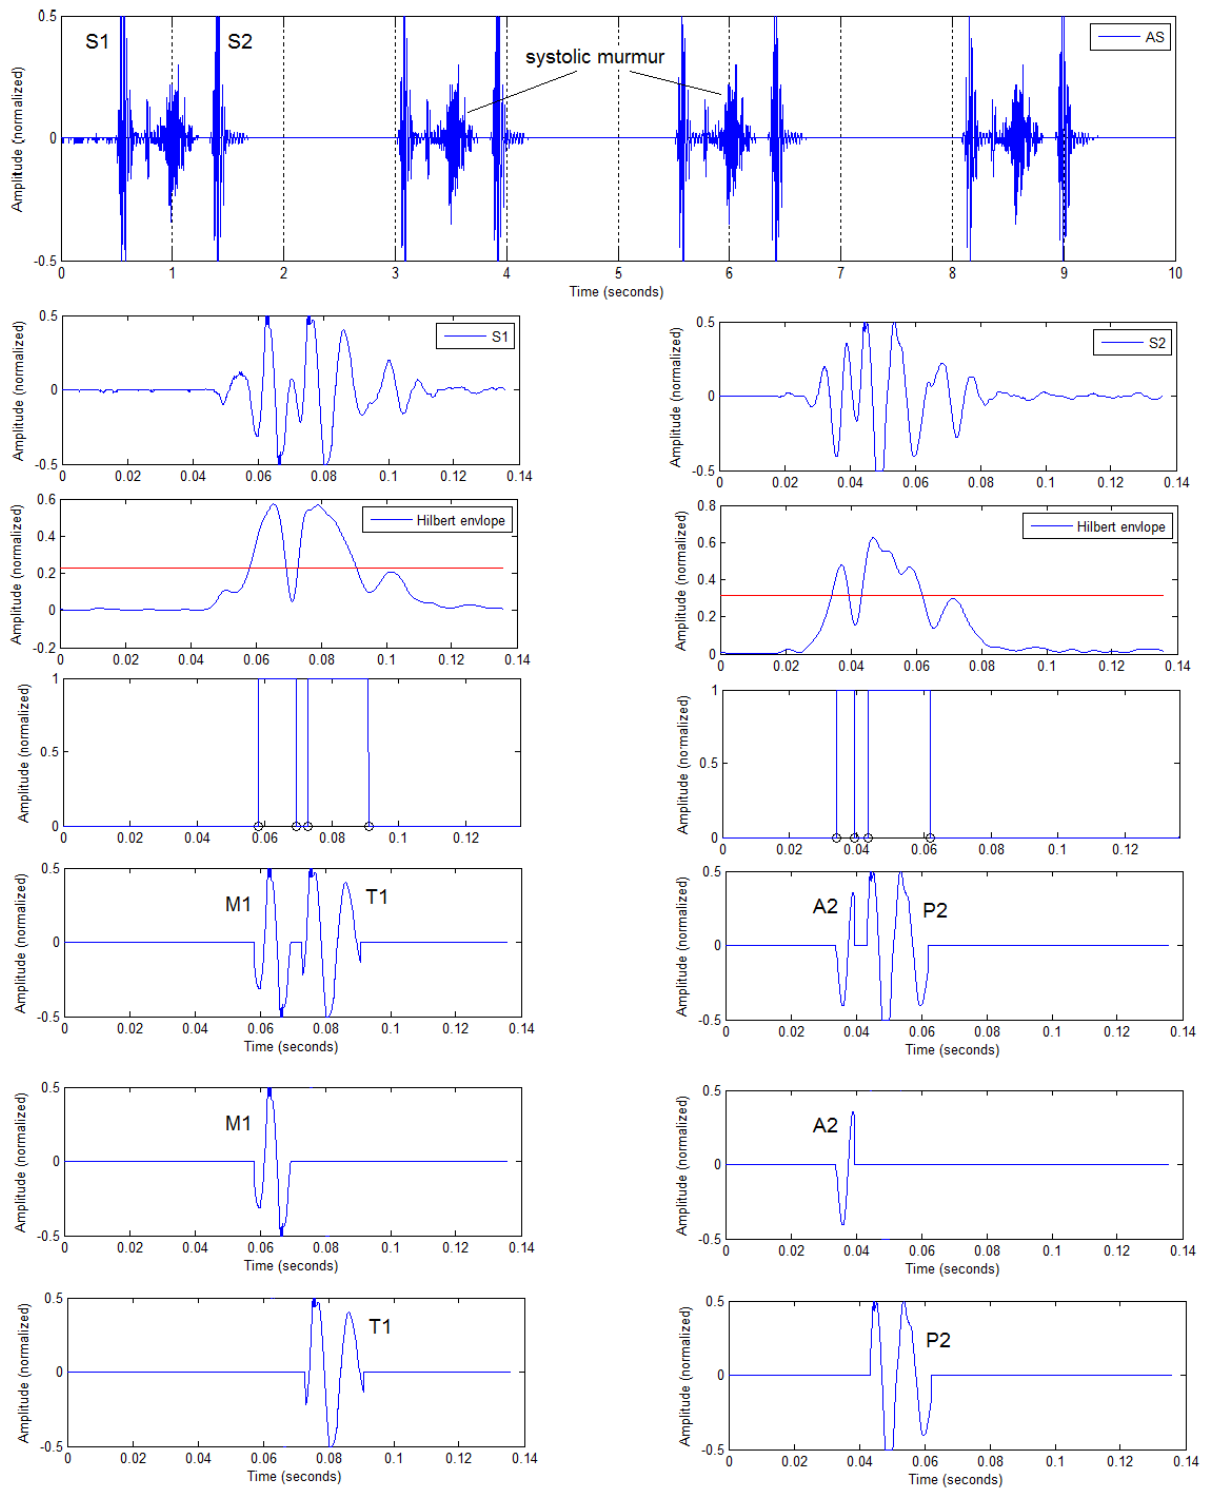 0.5
S1
S2
systolic murmur
AS
Amplitude (normalized)
0
-0.5
0 1 2 3 4 5 6 7 8 9 10
Time (seconds)
0.5
S1
Amplitude (normalized)
0
-0.5
0 0.02 0.04 0.06 0.08 0.1 0.12 0.14
0.5
S2
Amplitude (normalized)
0
-0.5
0 0.02 0.04 0.06 0.08 0.1 0.12 0.14
0.6
Hilbert envlope
Amplitude (normalized)
0.4
0.2
0
-0.2
0 0.02 0.04 0.06 0.08 0.1 0.12 0.14
0.8
Hilbert envlope
Amplitude (normalized)
0.6
0.4
0.2
0
0 0.02 0.04 0.06 0.08 0.1 0.12 0.14
1
Amplitude (normalized)
0.5
0
0 0.02 0.04 0.06 0.08 0.1 0.12
1
Amplitude (normalized)
0.5
0
0 0.02 0.04 0.06 0.08 0.1 0.12
0.5
M1
T1
Amplitude (normalized)
0
-0.5
0 0.02 0.04 0.06 0.08 0.1 0.12 0.14
Time (seconds)
0.5
A2
P2
Amplitude (normalized)
0
-0.5
0 0.02 0.04 0.06 0.08 0.1 0.12 0.14
Time (seconds)
0.5
M1
Amplitude (normalized)
0
-0.5
0 0.02 0.04 0.06 0.08 0.1 0.12 0.14
Time (seconds)
0.5
A2
Amplitude (normalized)
0
-0.5
0 0.02 0.04 0.06 0.08 0.1 0.12 0.14
Time (seconds)
0.5
T1
Amplitude (normalized)
0
-0.5
0 0.02 0.04 0.06 0.08 0.1 0.12 0.14
Time (seconds)
0.5
P2
Amplitude (normalized)
0
-0.5
0 0.02 0.04 0.06 0.08 0.1 0.12 0.14
Time (seconds)